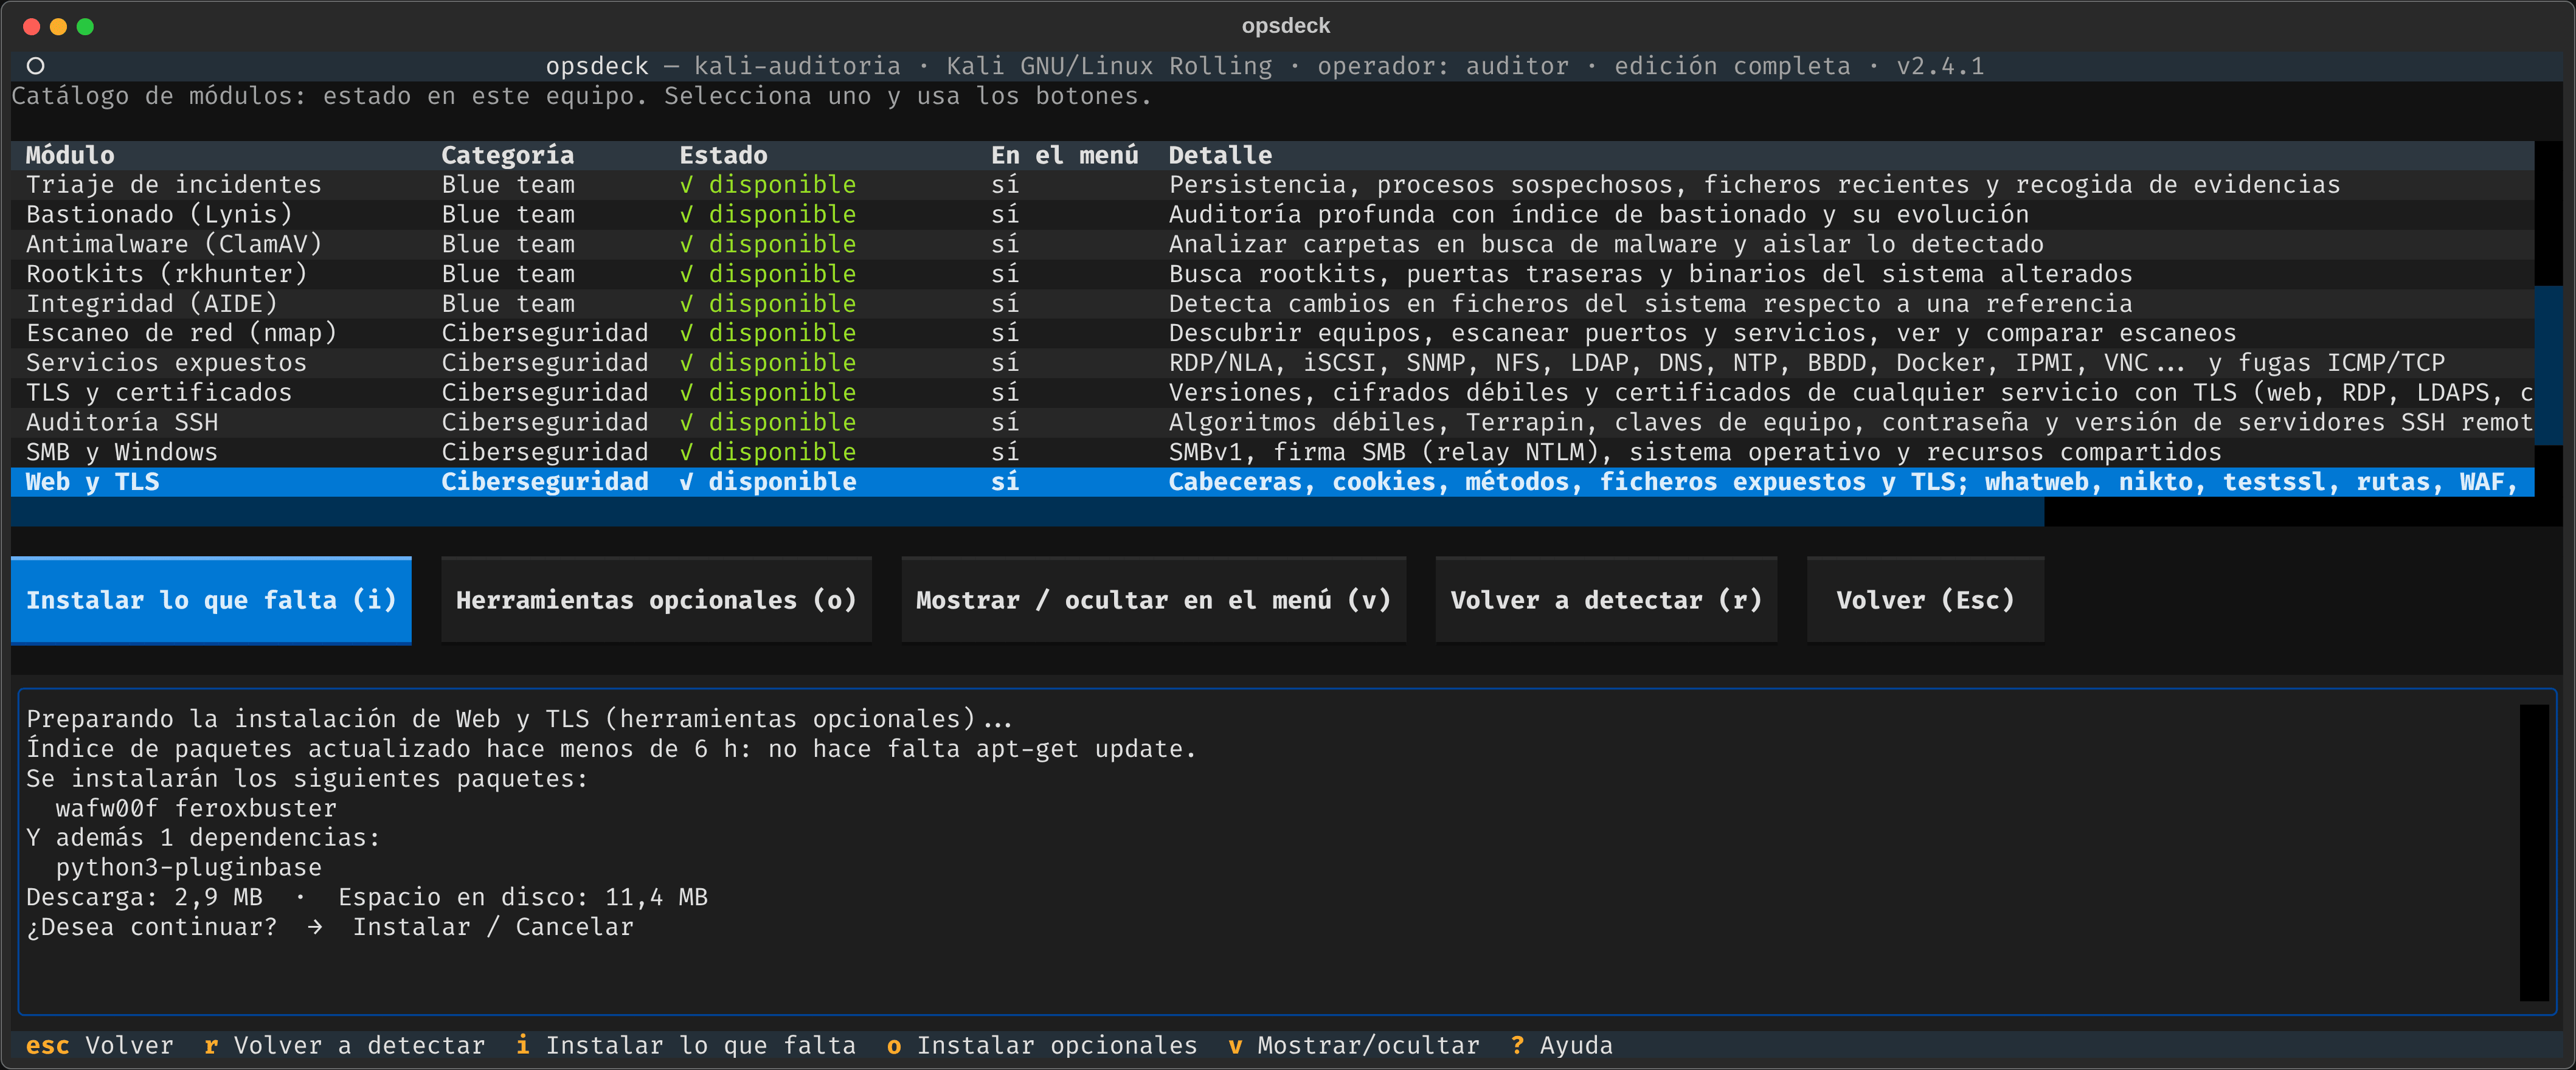 opsdeck
opsdeck — kali-auditoria · Kali GNU/Linux Rolling · operador: auditor · edición completa · v2.4.1
Catálogo de módulos: estado en este equipo. Selecciona uno y usa los botones.
Módulo Categoría Estado En el menú Detalle
Triaje de incidentes Blue team √ disponible sí Persistencia, procesos sospechosos, ficheros recientes y recogida de evidencias
Bastionado (Lynis) Blue team √ disponible sí Auditoría profunda con índice de bastionado y su evolución
Antimalware (ClamAV) Blue team √ disponible sí Analizar carpetas en busca de malware y aislar lo detectado
Rootkits (rkhunter) Blue team √ disponible sí Busca rootkits, puertas traseras y binarios del sistema alterados
Integridad (AIDE) Blue team √ disponible sí Detecta cambios en ficheros del sistema respecto a una referencia
Escaneo de red (nmap) Ciberseguridad √ disponible sí Descubrir equipos, escanear puertos y servicios, ver y comparar escaneos
Servicios expuestos Ciberseguridad √ disponible sí RDP/NLA, iSCSI, SNMP, NFS, LDAP, DNS, NTP, BBDD, Docker, IPMI, VNC... y fugas ICMP/TCP
TLS y certificados Ciberseguridad √ disponible sí Versiones, cifrados débiles y certificados de cualquier servicio con TLS (web, RDP, LDAPS, c
Auditoría SSH Ciberseguridad √ disponible sí Algoritmos débiles, Terrapin, claves de equipo, contraseña y versión de servidores SSH remot
SMB y Windows Ciberseguridad √ disponible sí SMBv1, firma SMB (relay NTLM), sistema operativo y recursos compartidos
Web y TLS Ciberseguridad √ disponible sí Cabeceras, cookies, métodos, ficheros expuestos y TLS; whatweb, nikto, testssl, rutas, WAF,
Instalar lo que falta (i) Herramientas opcionales (o) Mostrar / ocultar en el menú (v) Volver a detectar (r) Volver (Esc)
Preparando la instalación de Web y TLS (herramientas opcionales)...
Índice de paquetes actualizado hace menos de 6 h: no hace falta apt-get update.
Se instalarán los siguientes paquetes:
wafw00f feroxbuster
Y además 1 dependencias:
python3-pluginbase
Descarga: 2,9 MB · Espacio en disco: 11,4 MB
¿Desea continuar? → Instalar / Cancelar
esc Volver r Volver a detectar i Instalar lo que falta o Instalar opcionales v Mostrar/ocultar ? Ayuda